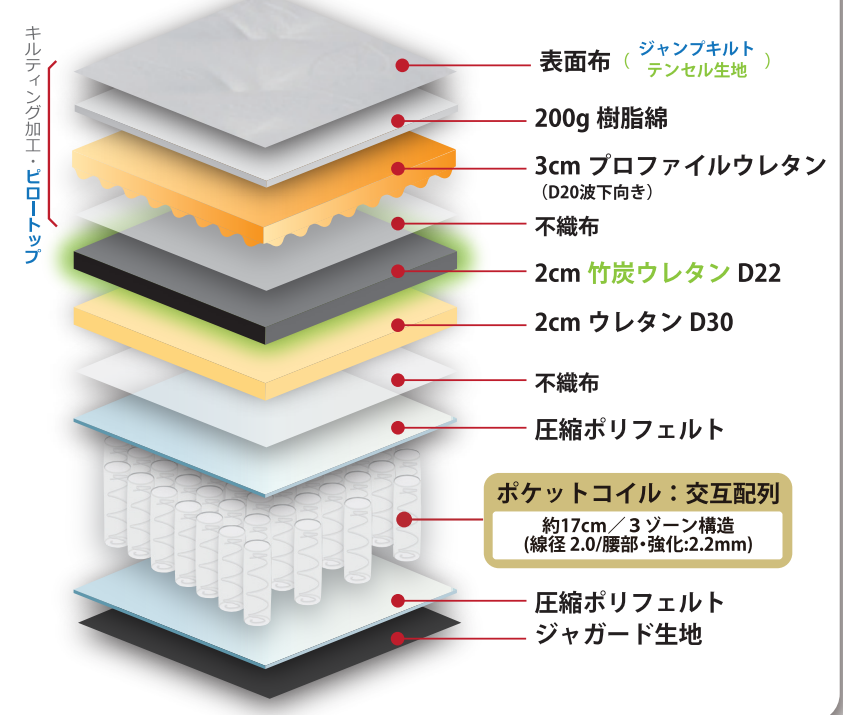 キルティング加工・ピロートップ
表面布（ジャンプキルト
テンセル生地）
200g 樹脂綿
3cm プロファイルウレタン
（D20波下向き）
不織布
2cm 竹炭ウレタン D22
2cm ウレタン D30
不織布
圧縮ポリフェルト
ポケットコイル：交互配列
約17cm／３ゾーン構造
(線径 2.0/腰部・強化:2.2mm)
圧縮ポリフェルト
ジャガード生地